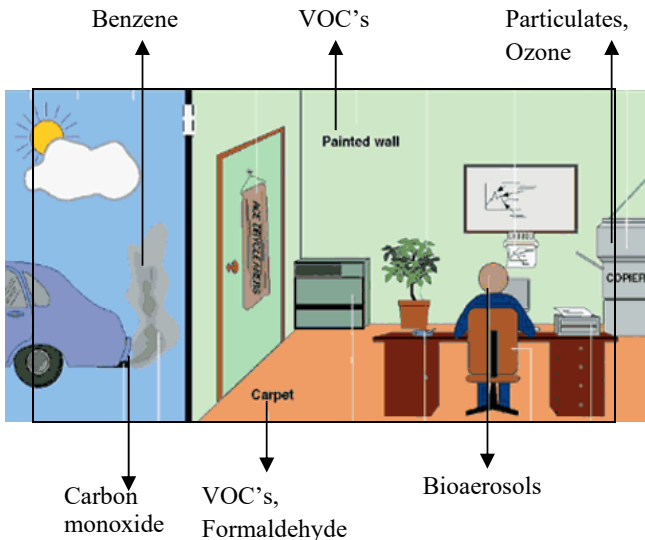 Benzene
VOC's
Particulates,
Ozone
Painted wall
COPIER
Carpet
Carbon
monoxide
VOC's,
Formaldehyde
Bioaerosols